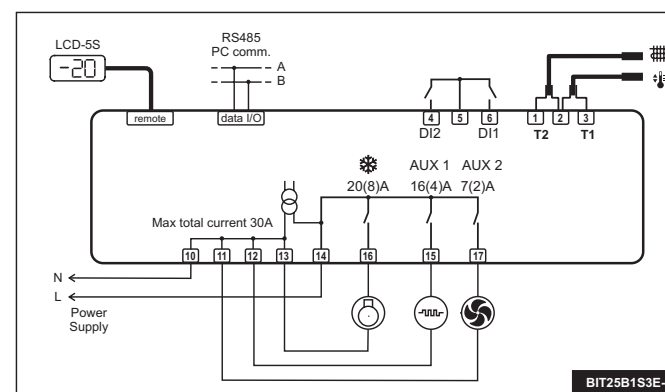 LCD-5S
-20
RS485
PC comm.
A
B
remote
data I/O
4 5 6
DI2 DI1
1 2 3
T2 T1
AUX 1 AUX 2
20(8)A 16(4)A 7(2)A
Max total current 30A
10 11 12 13 14 16 15 17
N
L
Power
Supply
BIT25B1S3E-